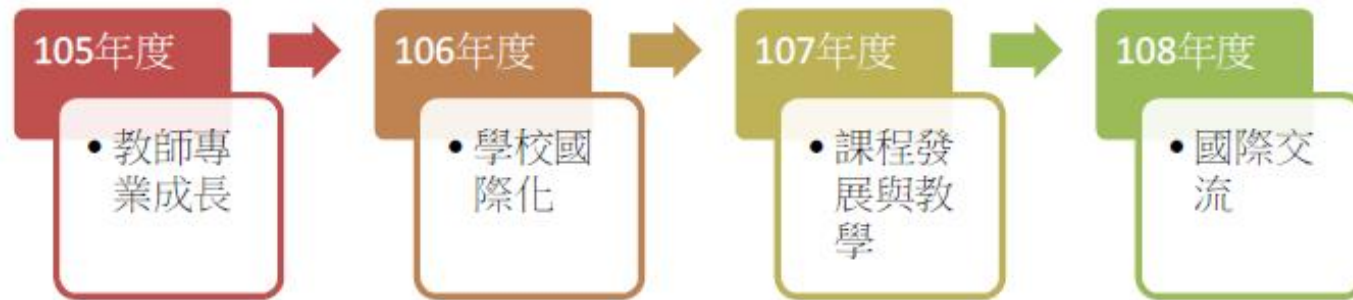 105年度
• 教師專
業成長
106年度
• 學校國
際化
107年度
• 課程發
展與教
學
108年度
• 國際交
流